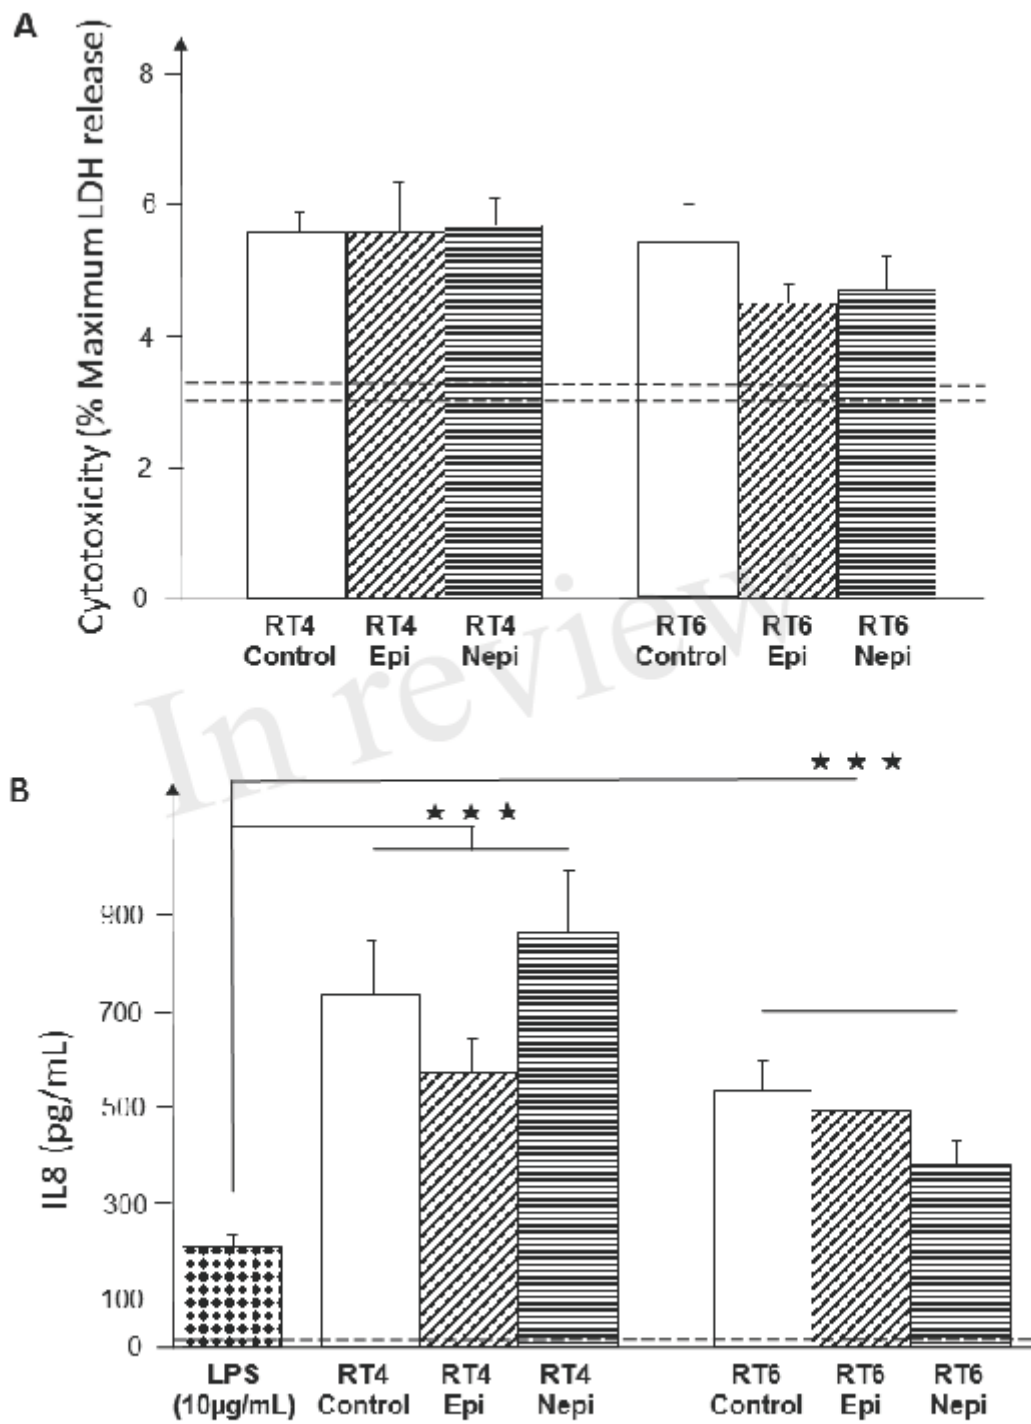 A
Cytotoxicity (% Maximum LDH release)
8
6
4
2
0
RT4 Control
RT4 Epi
RT4 Nepi
RT6 Control
RT6 Epi
RT6 Nepi
In review
B
★ ★ ★
★ ★ ★
IL8 (pg/mL)
900
700
500
300
100
0
LPS (10µg/mL)
RT4 Control
RT4 Epi
RT4 Nepi
RT6 Control
RT6 Epi
RT6 Nepi